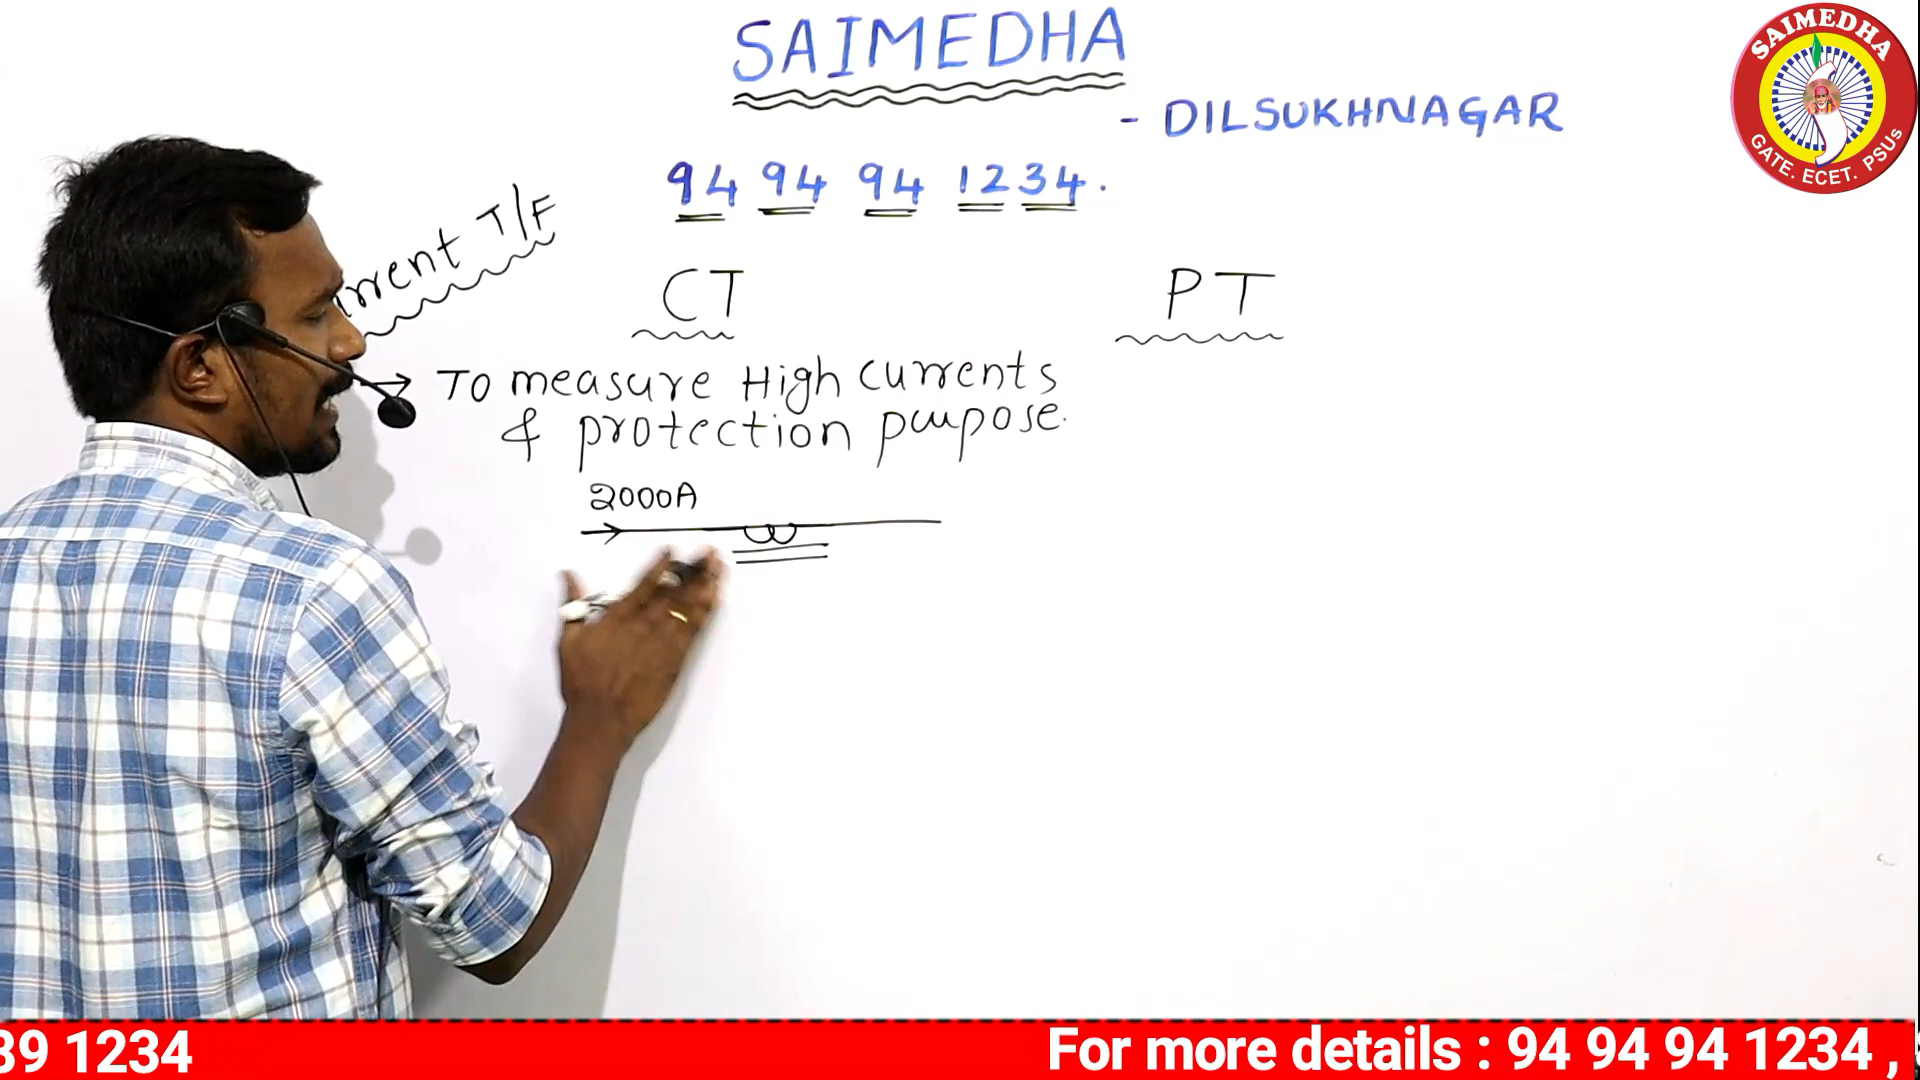 SAIMEDHA
- DILSUKHNAGAR
94 94 94 1234.
rrent T/F
CT
PT
→ To measure High currents
& protection purpose.
2000A
SAIMEDHA
GATE. ECET. PSUs
39 1234
For more details : 94 94 94 1234 ,